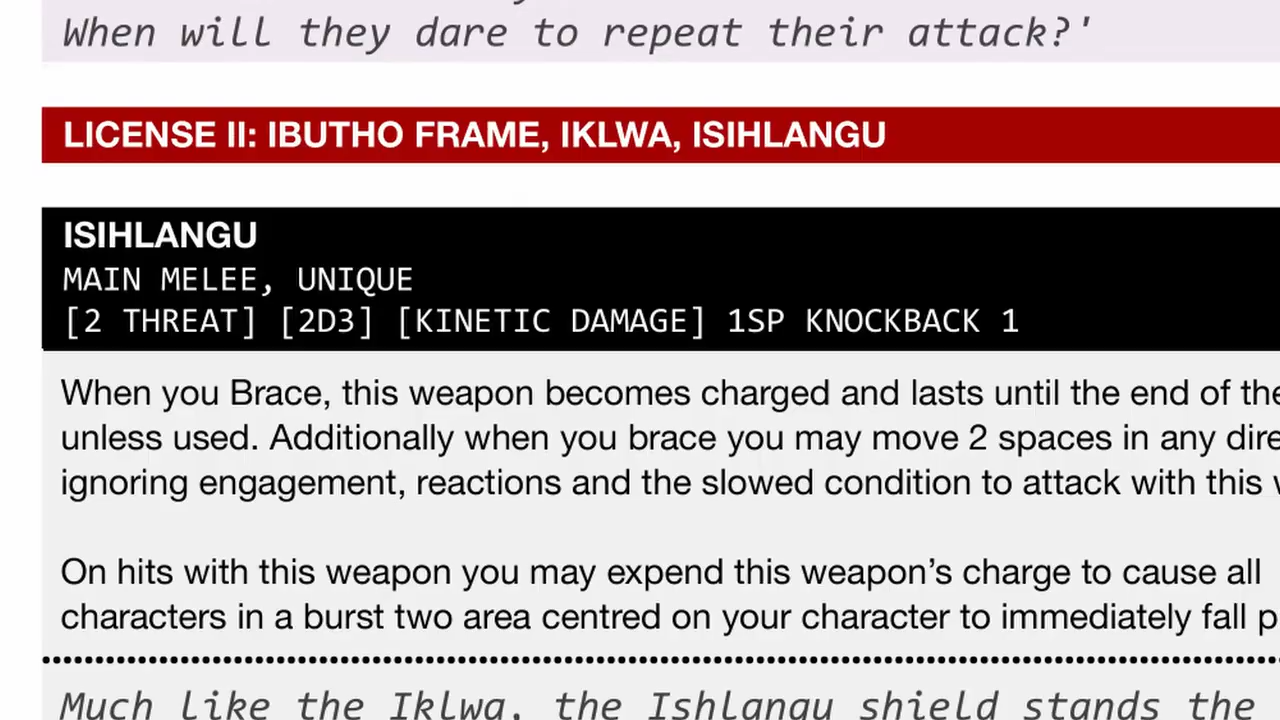 When will they dare to repeat their attack?'
LICENSE II: IBUTHO FRAME, IKLWA, ISIHLANGU
ISIHLANGU
MAIN MELEE, UNIQUE
[2 THREAT] [2D3] [KINETIC DAMAGE] 1SP KNOCKBACK 1
When you Brace, this weapon becomes charged and lasts until the end of the
unless used. Additionally when you brace you may move 2 spaces in any
ignoring engagement, reactions and the slowed condition to attack with this
On hits with this weapon you may expend this weapon’s charge to cause all
characters in a burst two area centred on your character to immediately fall
Much like the Iklwa, the Ishlangu shield stands the